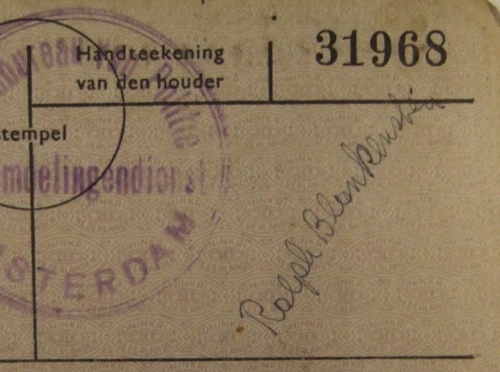 Handteekening
van den houder
31968
stempel
AMSTERDAM
Ralph Blankenstein